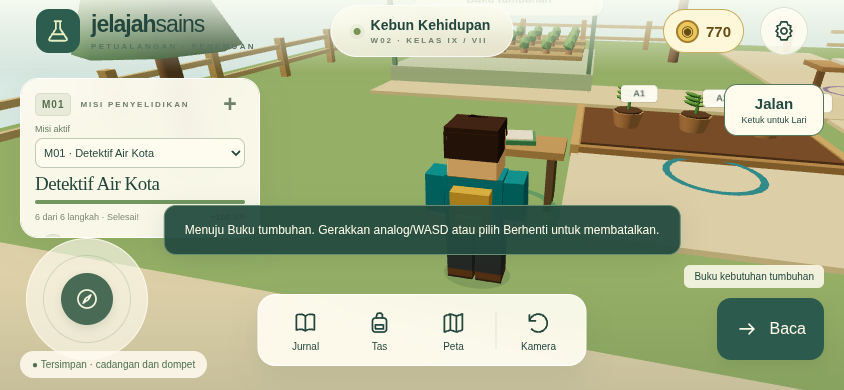 jelajahsains
Kebun Kehidupan
W02 · KELAS IX / VII
770
M01 MISI PENYELIDIKAN
Misi aktif
M01 · Detektif Air Kota
Detektif Air Kota
6 dari 6 langkah · Selesai!
A1
Jalan
Ketuk untuk Lari
Menuju Buku tumbuhan. Gerakkan analog/WASD atau pilih Berhenti untuk membatalkan.
Buku kebutuhan tumbuhan
Jurnal
Tas
Peta
Kamera
Baca
Tersimpan · cadangan dan dompet